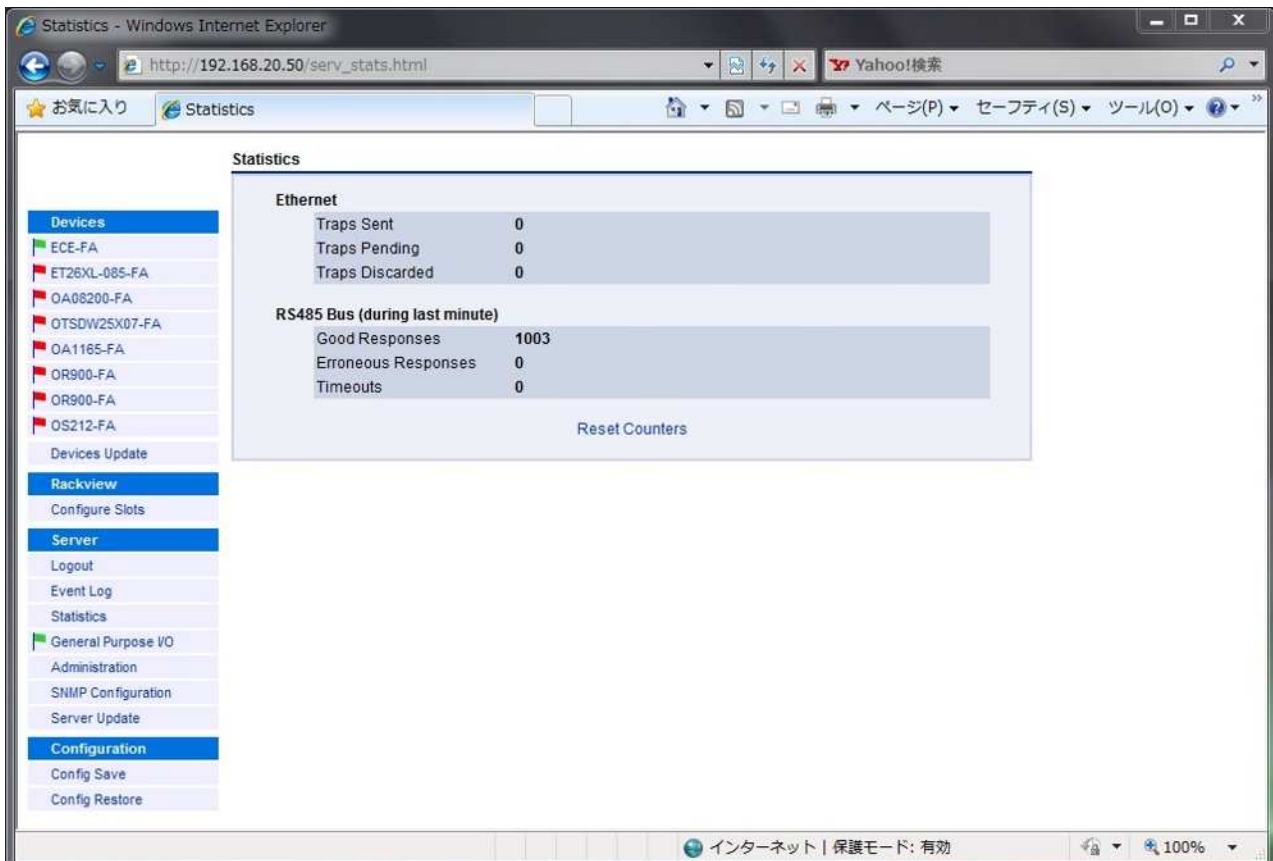 Statistics - Windows Internet Explorer
http://192.168.20.50/serv_stats.html
Yahoo!検索
お気に入り
Statistics
ページ(P)
セーフティ(S)
ツール(O)
Statistics
Ethernet
Traps Sent 0
Traps Pending 0
Traps Discarded 0
RS485 Bus (during last minute)
Good Responses 1003
Erroneous Responses 0
Timeouts 0
Reset Counters
Devices
ECE-FA
ET26XL-085-FA
OA08200-FA
OTSDW25X07-FA
OA1165-FA
OR900-FA
OR900-FA
OS212-FA
Devices Update
Rackview
Configure Slots
Server
Logout
Event Log
Statistics
General Purpose I/O
Administration
SNMP Configuration
Server Update
Configuration
Config Save
Config Restore
インターネット | 保護モード: 有効
100%